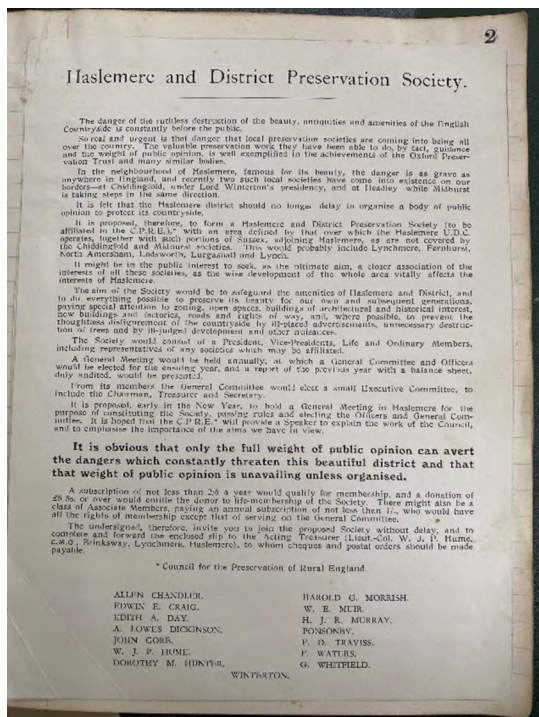 2
Haslemere and District Preservation Society.
The danger of the ruthless destruction of the beauty, antiquities and amenities of the English
Countryside is constantly before the public.
So real and urgent is that danger that local preservation societies are coming into being all
over the country. The valuable preservation work they have been able to do, by tact, guidance
and the weight of public opinion, is well exemplified in the achievements of the Oxford Preser-
vation Trust and many similar bodies.
In the neighbourhood of Haslemere, famous for its beauty, the danger is as grave as
anywhere in England, and recently two such local societies have come into existence on our
borders—at Chiddingfold, under Lord Winterton's presidency, and at Headley while Midhurst
is taking steps in the same direction.
It is felt that the Haslemere district should no longer delay to organise a body of public
opinion to protect its countryside.
It is proposed, therefore, to form a Haslemere and District Preservation Society (to be
affiliated to the C.P.R.E.),* with an area defined by that over which the Haslemere U.D.C.
operates, together with such portions of Sussex, adjoining Haslemere, as are not covered by
the Chiddingfold and Midhurst societies. This would probably include Lynchmere, Fernhurst,
North Amersham, Lodsworth, Lurgashall and Lynch.
It might be in the public interest to seek, as the ultimate aim, a closer association of the
interests of all these societies, as the wise development of the whole area vitally affects the
interests of Haslemere.
The aim of the Society would be to safeguard the amenities of Haslemere and District, and
to do everything possible to preserve its beauty for our own and subsequent generations,
paying special attention to zoning, open spaces, buildings of architectural and historical interest,
new buildings and factories, roads and rights of way, and, where possible, to prevent the
thoughtless disfigurement of the countryside by ill-placed advertisements, unnecessary destruc-
tion of trees and by ill-judged development and other nuisances.
The Society would consist of a President, Vice-Presidents, Life and Ordinary Members,
including representatives of any societies which may be affiliated.
A General Meeting would be held annually, at which a General Committee and Officers
would be elected for the ensuing year, and a report of the previous year with a balance sheet,
duly audited, would be presented.
From its members the General Committee would elect a small Executive Committee, to
include the Chairman, Treasurer and Secretary.
It is proposed, early in the New Year, to hold a General Meeting in Haslemere for the
purpose of constituting the Society, passing rules and electing the Officers and General Com-
mittee. It is hoped that the C.P.R.E.* will provide a Speaker to explain the work of the Council,
and to emphasise the importance of the aims we have in view.
It is obvious that only the full weight of public opinion can avert
the dangers which constantly threaten this beautiful district and that
that weight of public opinion is unavailing unless organised.
A subscription of not less than 2/6 a year would qualify for membership, and a donation of
£5 5s. or over would entitle the donor to life-membership of the Society. There might also be a
class of Associate Members, paying an annual subscription of not less than 1/-, who would have
all the rights of membership except that of serving on the General Committee.
The undersigned, therefore, invite you to join the proposed Society without delay, and to
complete and forward the enclosed slip to the Acting Treasurer (Lieut.-Col. W. J. P. Hume,
C.M.G., Brinksway, Lynchmere, Haslemere), to whom cheques and postal orders should be made
payable.
* Council for the Preservation of Rural England
ALLEN CHANDLER. HAROLD G. MORRISH.
EDWIN E. CRAIG. W. E. MUIR.
EDITH A. DAY. H. J. R. MURRAY.
A. LOWES DICKINSON. PONSONBY.
JOHN GORE. F. D. TRAVISS.
W. J. P. HUME. F. WATERS.
DOROTHY M. HUNTER. G. WHITFIELD.
WINTERTON.